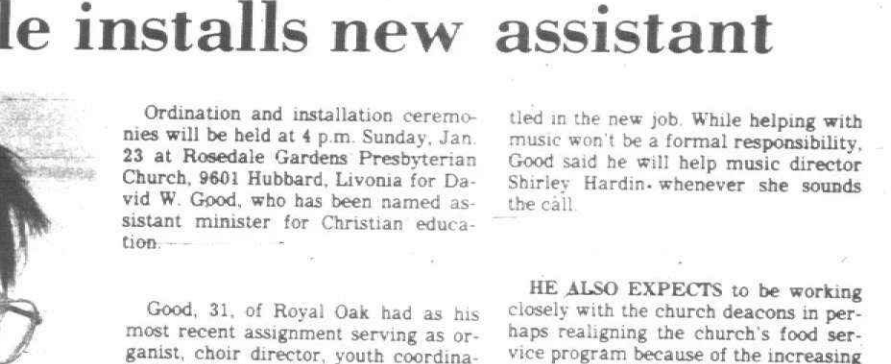 le installs new assistant
Ordination and installation ceremo-
nies will be held at 4 p.m. Sunday, Jan.
23 at Rosedale Gardens Presbyterian
Church, 9601 Hubbard, Livonia for Da-
vid W. Good, who has been named as-
sistant minister for Christian educa-
tion.
Good, 31, of Royal Oak had as his
most recent assignment serving as or-
ganist, choir director, youth coordina-
tled in the new job. While helping with
music won't be a formal responsibility,
Good said he will help music director
Shirley Hardin whenever she sounds
the call.
HE ALSO EXPECTS to be working
closely with the church deacons in per-
haps realigning the church's food ser-
vice program because of the increasing